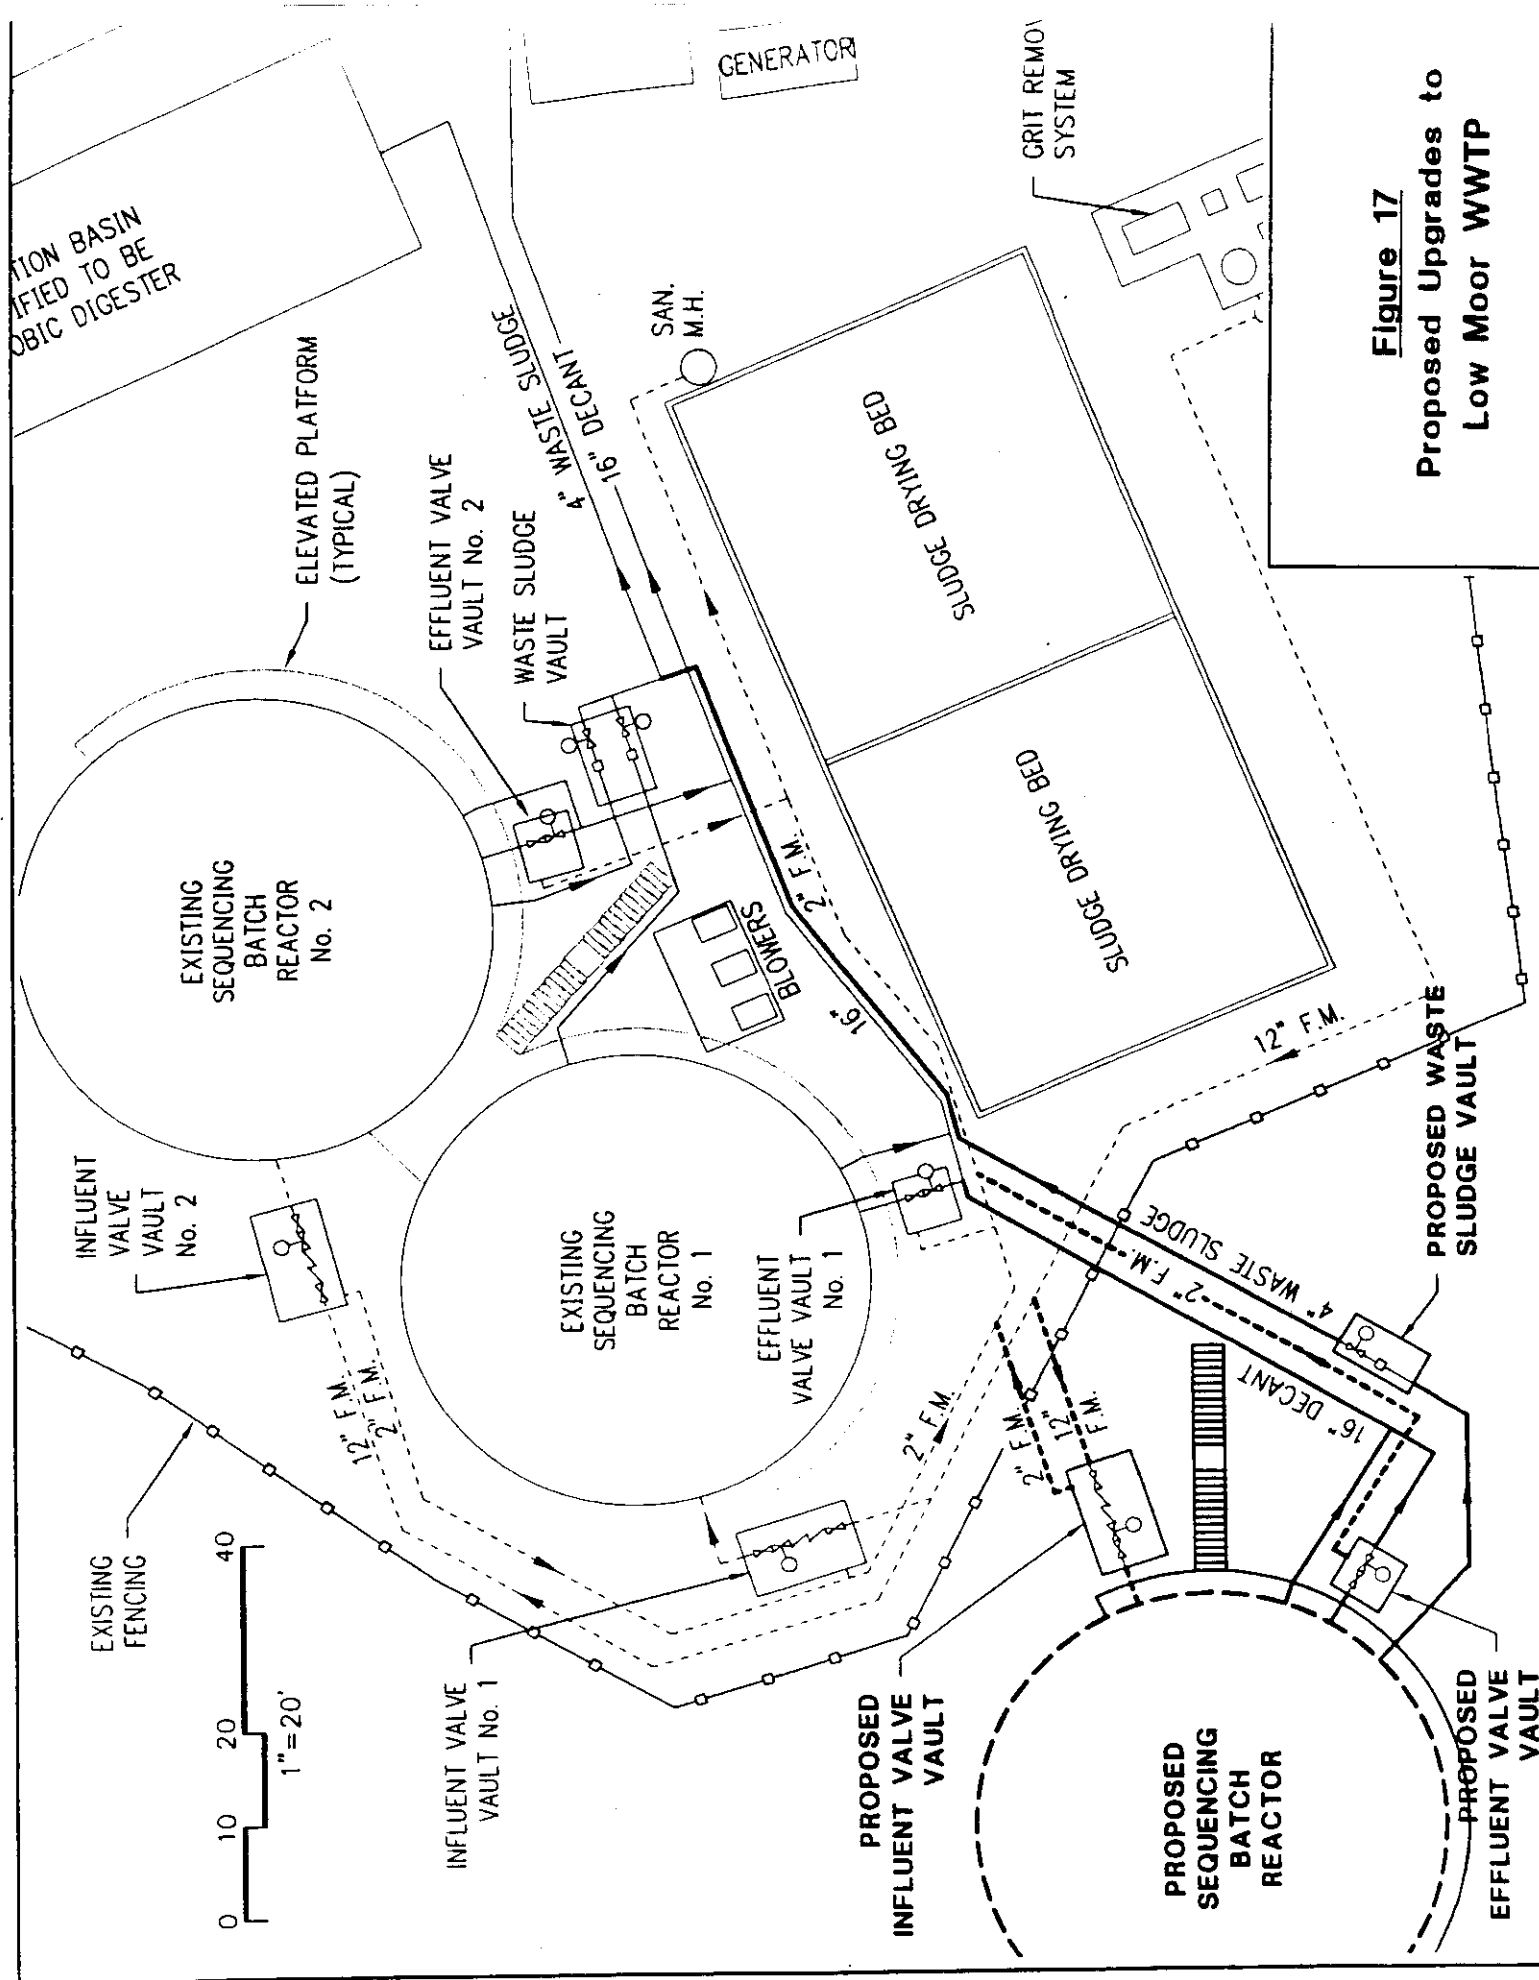 TION BASIN
IFIED TO BE
OBIC DIGESTER
GENERATOR
GRIT REMOV
SYSTEM
ELEVATED PLATFORM
(TYPICAL)
EFFLUENT VALVE
VAULT No. 2
WASTE SLUDGE
VAULT
4" WASTE SLUDGE
16" DECANT
SAN.
M.H.
SLUDGE DRYING BED
SLUDGE DRYING BED
EXISTING
SEQUENCING
BATCH
REACTOR
No. 2
BLOWERS
2" F.M.
16"
12" F.M.
INFLUENT
VALVE
VAULT
No. 2
EXISTING
SEQUENCING
BATCH
REACTOR
No. 1
EFFLUENT
VALVE VAULT
No. 1
12" F.M.
2" F.M.
2" F.M.
EXISTING
FENCING
0 10 20 40
1"=20'
INFLUENT VALVE
VAULT No. 1
2" F.M.
12"
F.M.
4" WASTE SLUDGE
2" F.M.
16" DECANT
PROPOSED WASTE
SLUDGE VAULT
PROPOSED
INFLUENT VALVE
VAULT
PROPOSED
SEQUENCING
BATCH
REACTOR
PROPOSED
EFFLUENT VALVE
VAULT
Figure 17
Proposed Upgrades to
Low Moor WWTP